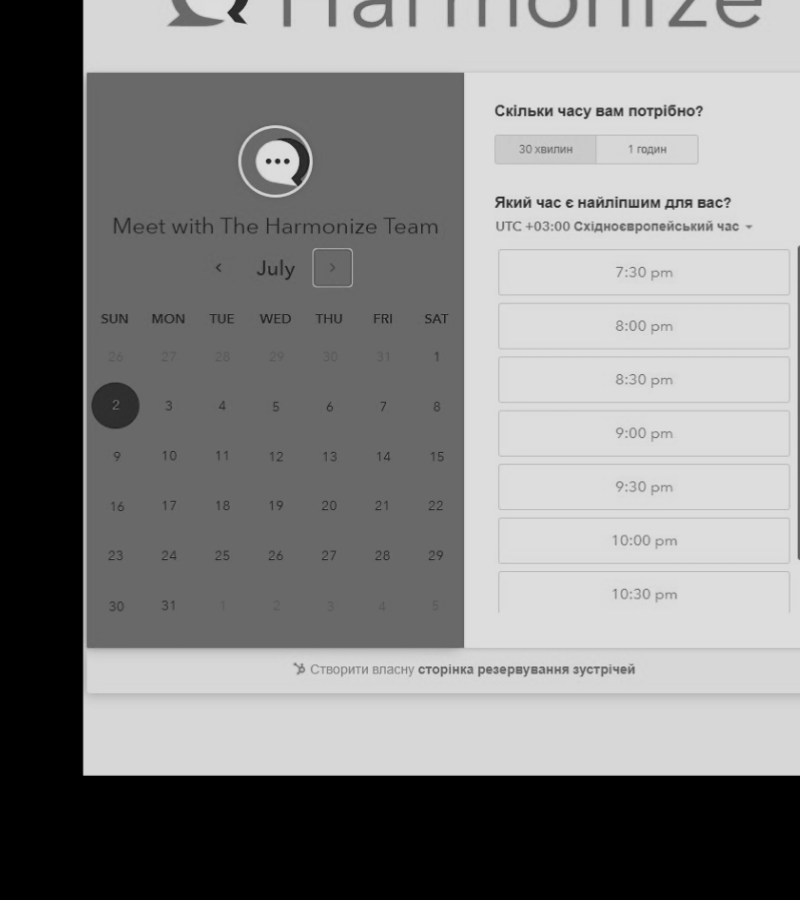 Harmonize
Meet with The Harmonize Team
July
SUN MON TUE WED THU FRI SAT
26 27 28 29 30 31 1
2 3 4 5 6 7 8
9 10 11 12 13 14 15
16 17 18 19 20 21 22
23 24 25 26 27 28 29
30 31 1 2 3 4 5
Скільки часу вам потрібно?
30 хвилин 1 годин
Який час є найліпшим для вас?
UTC +03:00 Східноєвропейський час
7:30 pm
8:00 pm
8:30 pm
9:00 pm
9:30 pm
10:00 pm
10:30 pm
Створити власну сторінка резервування зустрічей